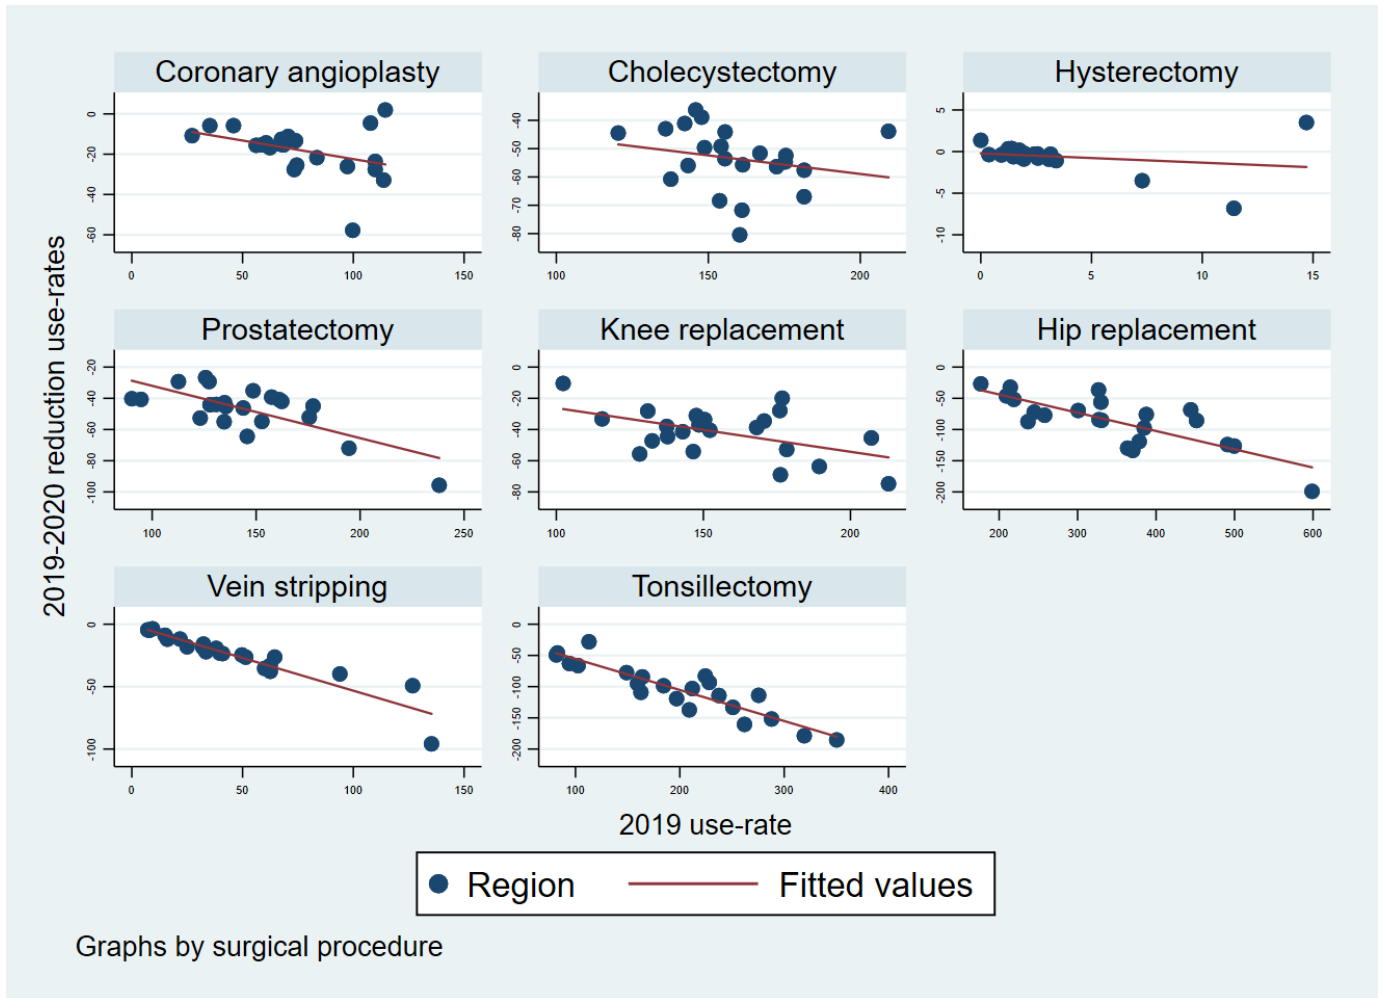 Coronary angioplasty
Cholecystectomy
Hysterectomy
0
-20
-40
-60
0 50 100 150
-40
-50
-60
-70
-80
100 150 200
5
0
-5
-10
0 5 10 15
Prostatectomy
Knee replacement
Hip replacement
-20
-40
-60
-80
-100
100 150 200 250
0
-20
-40
-60
-80
100 150 200
0
-50
-100
-150
-200
200 300 400 500 600
Vein stripping
Tonsillectomy
0
-50
-100
0 50 100 150
0
-50
-100
-150
-200
100 200 300 400
2019-2020 reduction use-rates
2019 use-rate
Region Fitted values
Graphs by surgical procedure